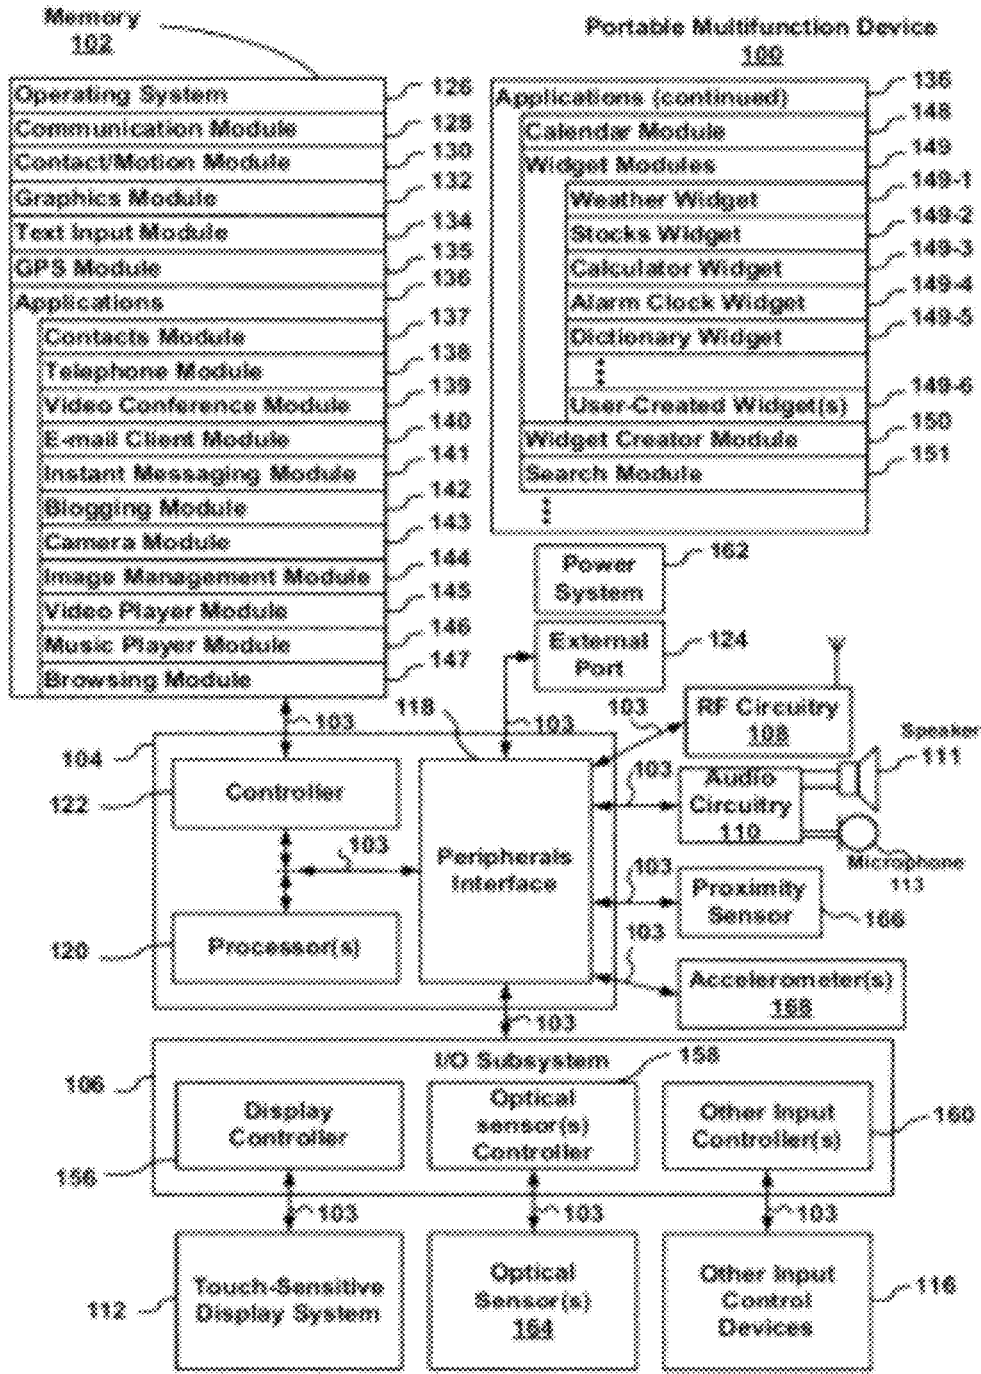 Memory
102
Portable Multifunction Device
100
Operating System
126
Communication Module
128
Contact/Motion Module
130
Graphics Module
132
Text Input Module
134
GPS Module
135
Applications
136
Contacts Module
137
Telephone Module
138
Video Conference Module
139
E-mail Client Module
140
Instant Messaging Module
141
Blogging Module
142
Camera Module
143
Image Management Module
144
Video Player Module
145
Music Player Module
146
Browsing Module
147
Applications (continued)
136
Calendar Module
148
Widget Modules
149
Weather Widget
149-1
Stocks Widget
149-2
Calculator Widget
149-3
Alarm Clock Widget
149-4
Dictionary Widget
149-5
User-Created Widget(s)
149-6
Widget Creator Module
150
Search Module
151
Power
System
162
External
Port
124
103
118
103
103
RF Circuitry
108
Speaker
111
104
122
Controller
103
Audio
Circuitry
110
Microphone
113
103
Peripherals
Interface
103
Proximity
Sensor
166
120
Processor(s)
103
Accelerometer(s)
168
103
I/O Subsystem
158
106
Display
Controller
156
Optical
sensor(s)
Controller
Other Input
Controller(s)
160
103
103
103
112
Touch-Sensitive
Display System
Optical
Sensor(s)
164
Other Input
Control
Devices
116